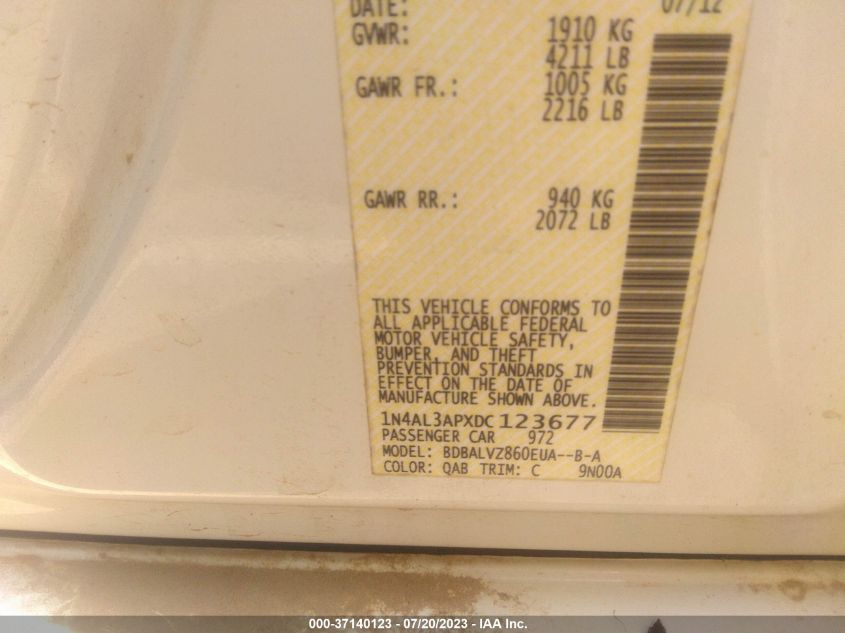 DATE: 07/12
GVWR: 1910 KG
4211 LB
GAWR FR.: 1005 KG
2216 LB
GAWR RR.: 940 KG
2072 LB
THIS VEHICLE CONFORMS TO
ALL APPLICABLE FEDERAL
MOTOR VEHICLE SAFETY,
BUMPER, AND THEFT
PREVENTION STANDARDS IN
EFFECT ON THE DATE OF
MANUFACTURE SHOWN ABOVE.
1N4AL3APXDC 123677
PASSENGER CAR 972
MODEL: BDBALVZ860EUA--B-A
COLOR: QAB TRIM: C 9N00A
000-37140123 - 07/20/2023 - IAA Inc.